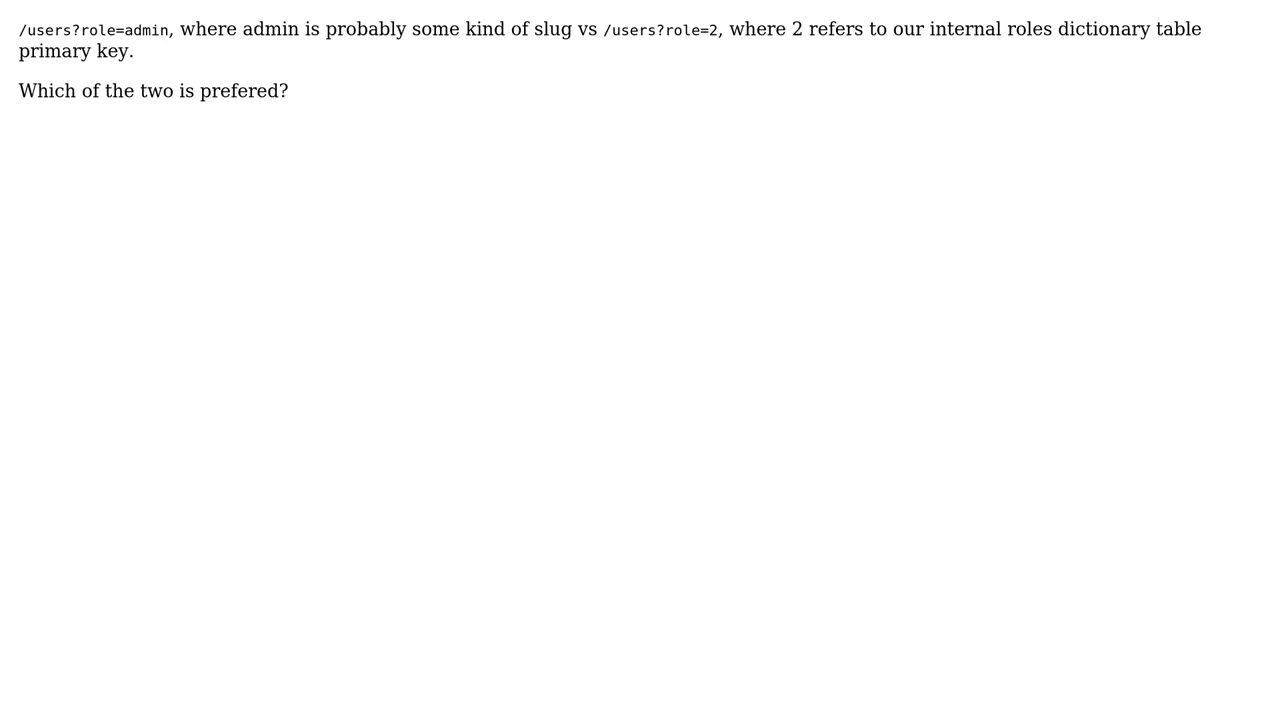 /users?role=admin, where admin is probably some kind of slug vs /users?role=2, where 2 refers to our internal roles dictionary table
primary key.
Which of the two is prefered?